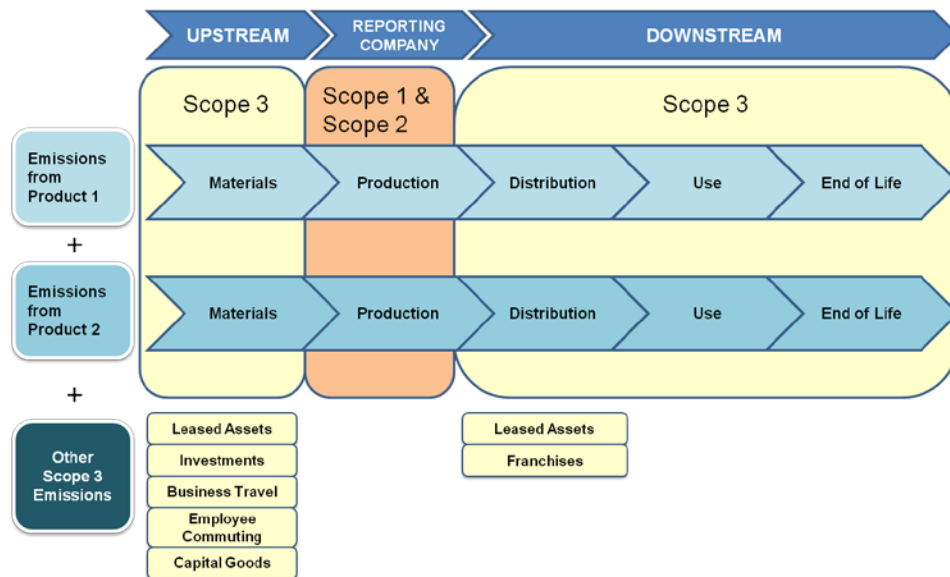 UPSTREAM
REPORTING
COMPANY
DOWNSTREAM
Scope 3
Scope 1 &
Scope 2
Scope 3
Emissions
from
Product 1
Materials
Production
Distribution
Use
End of Life
+
Emissions
from
Product 2
Materials
Production
Distribution
Use
End of Life
+
Other
Scope 3
Emissions
Leased Assets
Investments
Business Travel
Employee
Commuting
Capital Goods
Leased Assets
Franchises